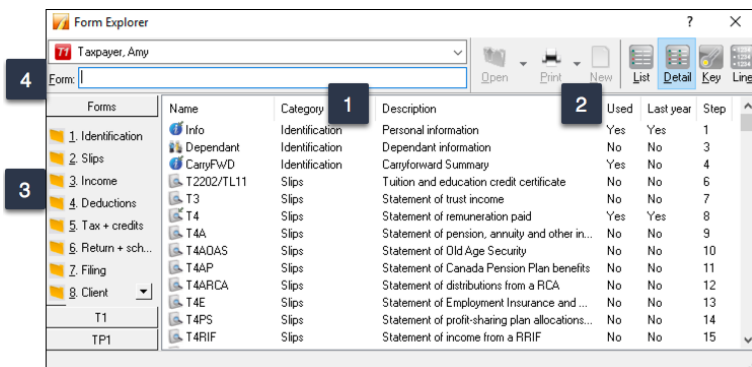 Form Explorer ? ×
T1 Taxpayer, Amy
4
Form:
Open Print New List Detail Key Line
Forms
1. Identification
2. Slips
3
3. Income
4. Deductions
5. Tax + credits
6. Return + sch...
7. Filing
8. Client
T1
TP1
1
2
Name Category Description Used Last year Step
Info Identification Personal information Yes Yes 1
Dependant Identification Dependant information No No 3
CarryFWD Identification Carryforward Summary Yes No 4
T2202/TL11 Slips Tuition and education credit certificate No No 6
T3 Slips Statement of trust income No No 7
T4 Slips Statement of remuneration paid Yes Yes 8
T4A Slips Statement of pension, annuity and other in... No No 9
T4AOAS Slips Statement of Old Age Security No No 10
T4AP Slips Statement of Canada Pension Plan benefits No No 11
T4ARCA Slips Statement of distributions from a RCA No No 12
T4E Slips Statement of Employment Insurance and ... No No 13
T4PS Slips Statement of profit-sharing plan allocations... No No 14
T4RIF Slips Statement of income from a RRIF No No 15